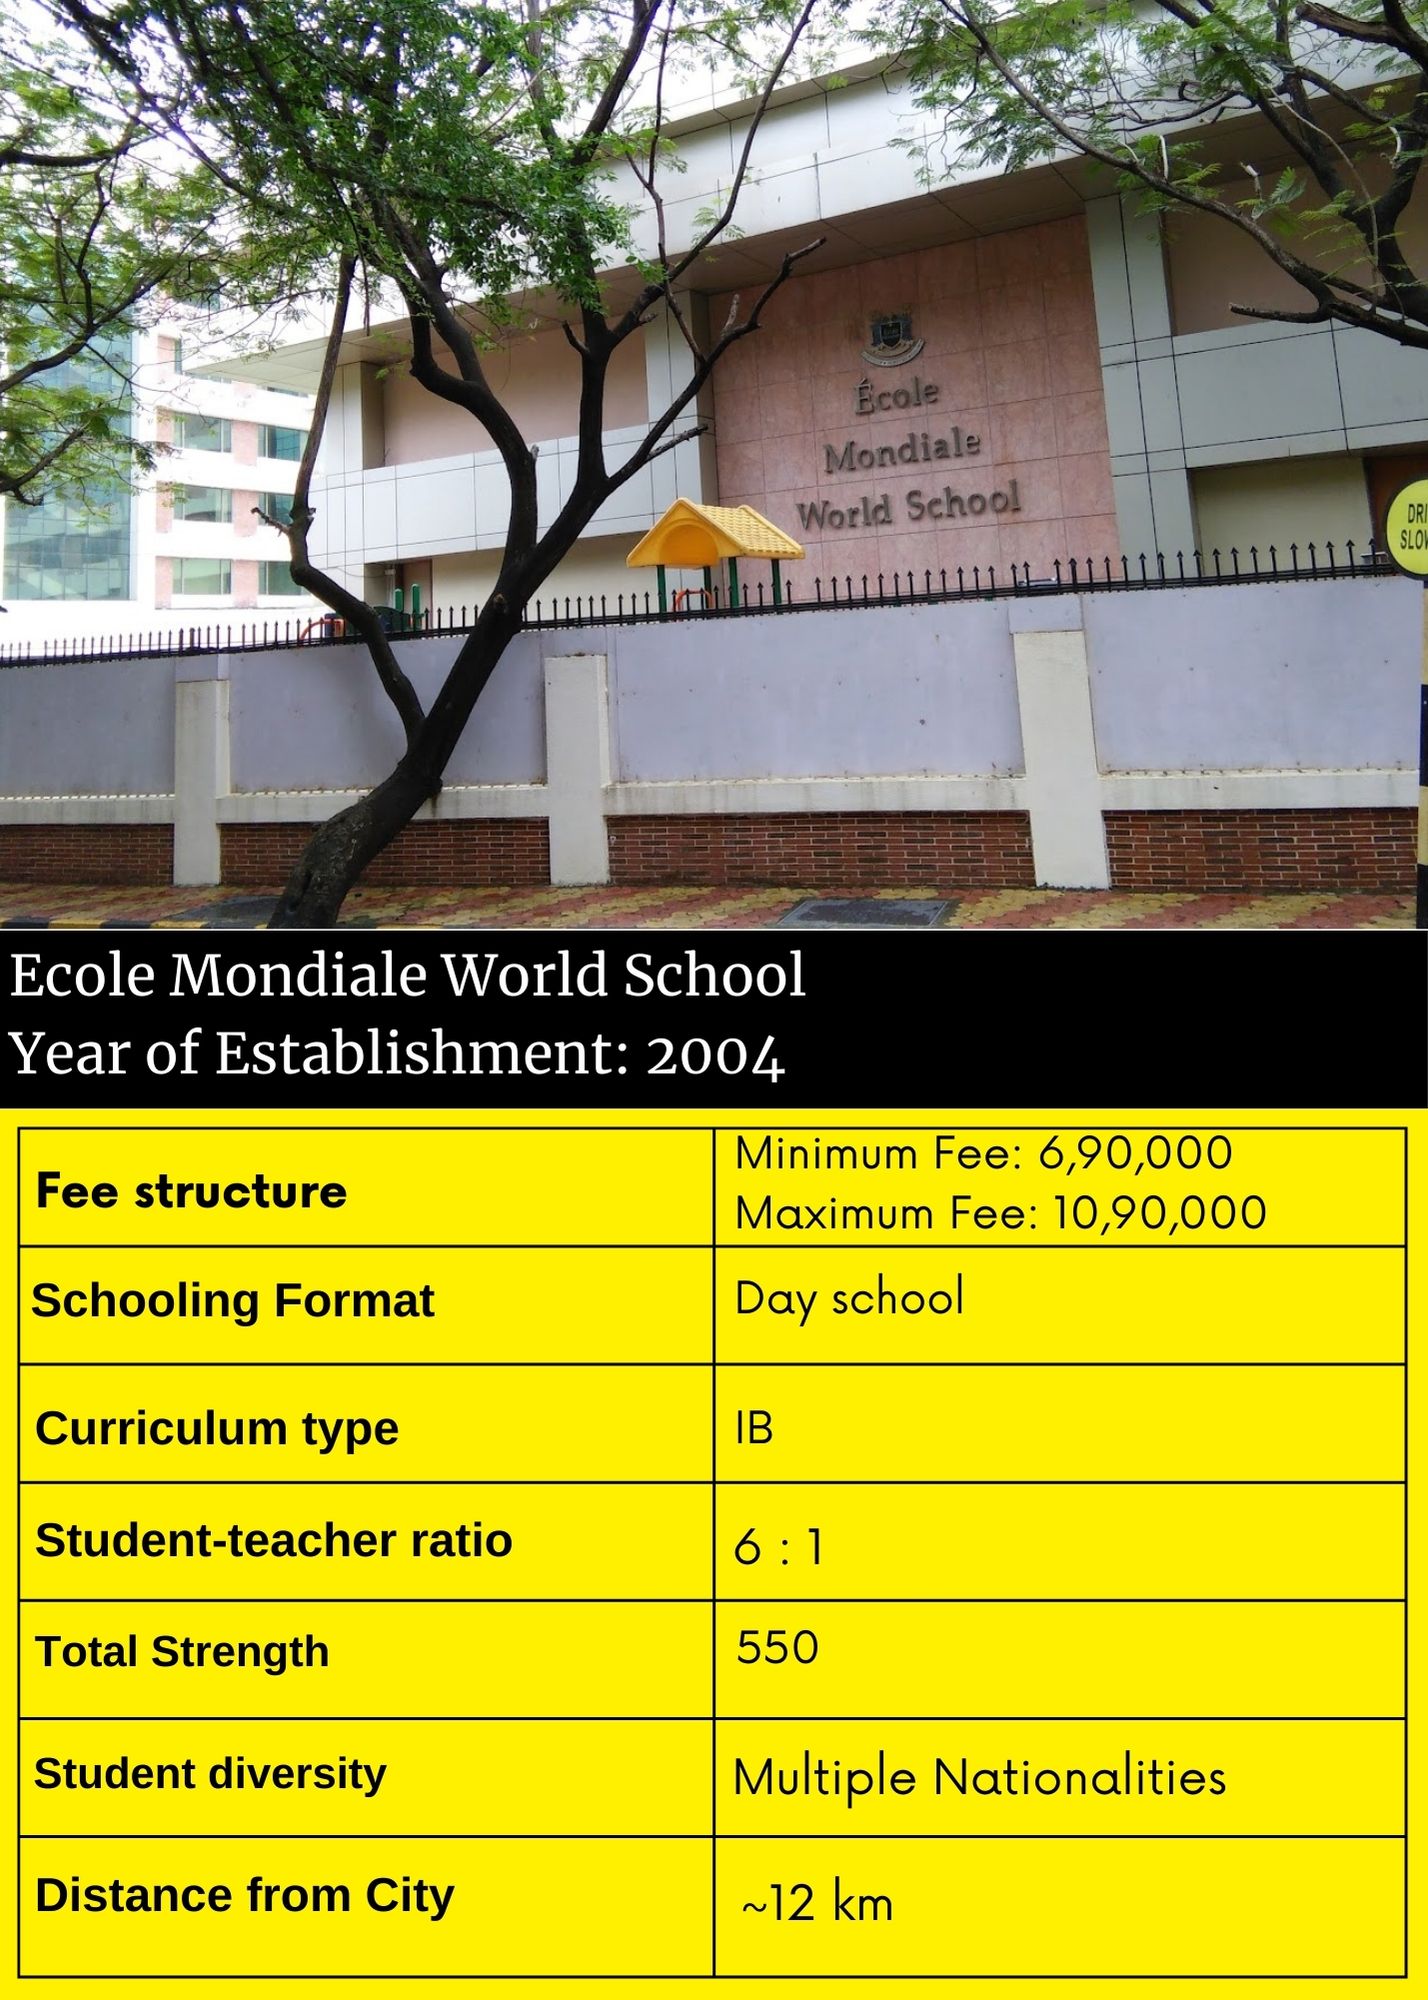 École
Mondiale
World School
DRI
SLOW
Ecole Mondiale World School
Year of Establishment: 2004
Fee structure
Minimum Fee: 6,90,000
Maximum Fee: 10,90,000
Schooling Format
Day school
Curriculum type
IB
Student-teacher ratio
6 : 1
Total Strength
550
Student diversity
Multiple Nationalities
Distance from City
~12 km